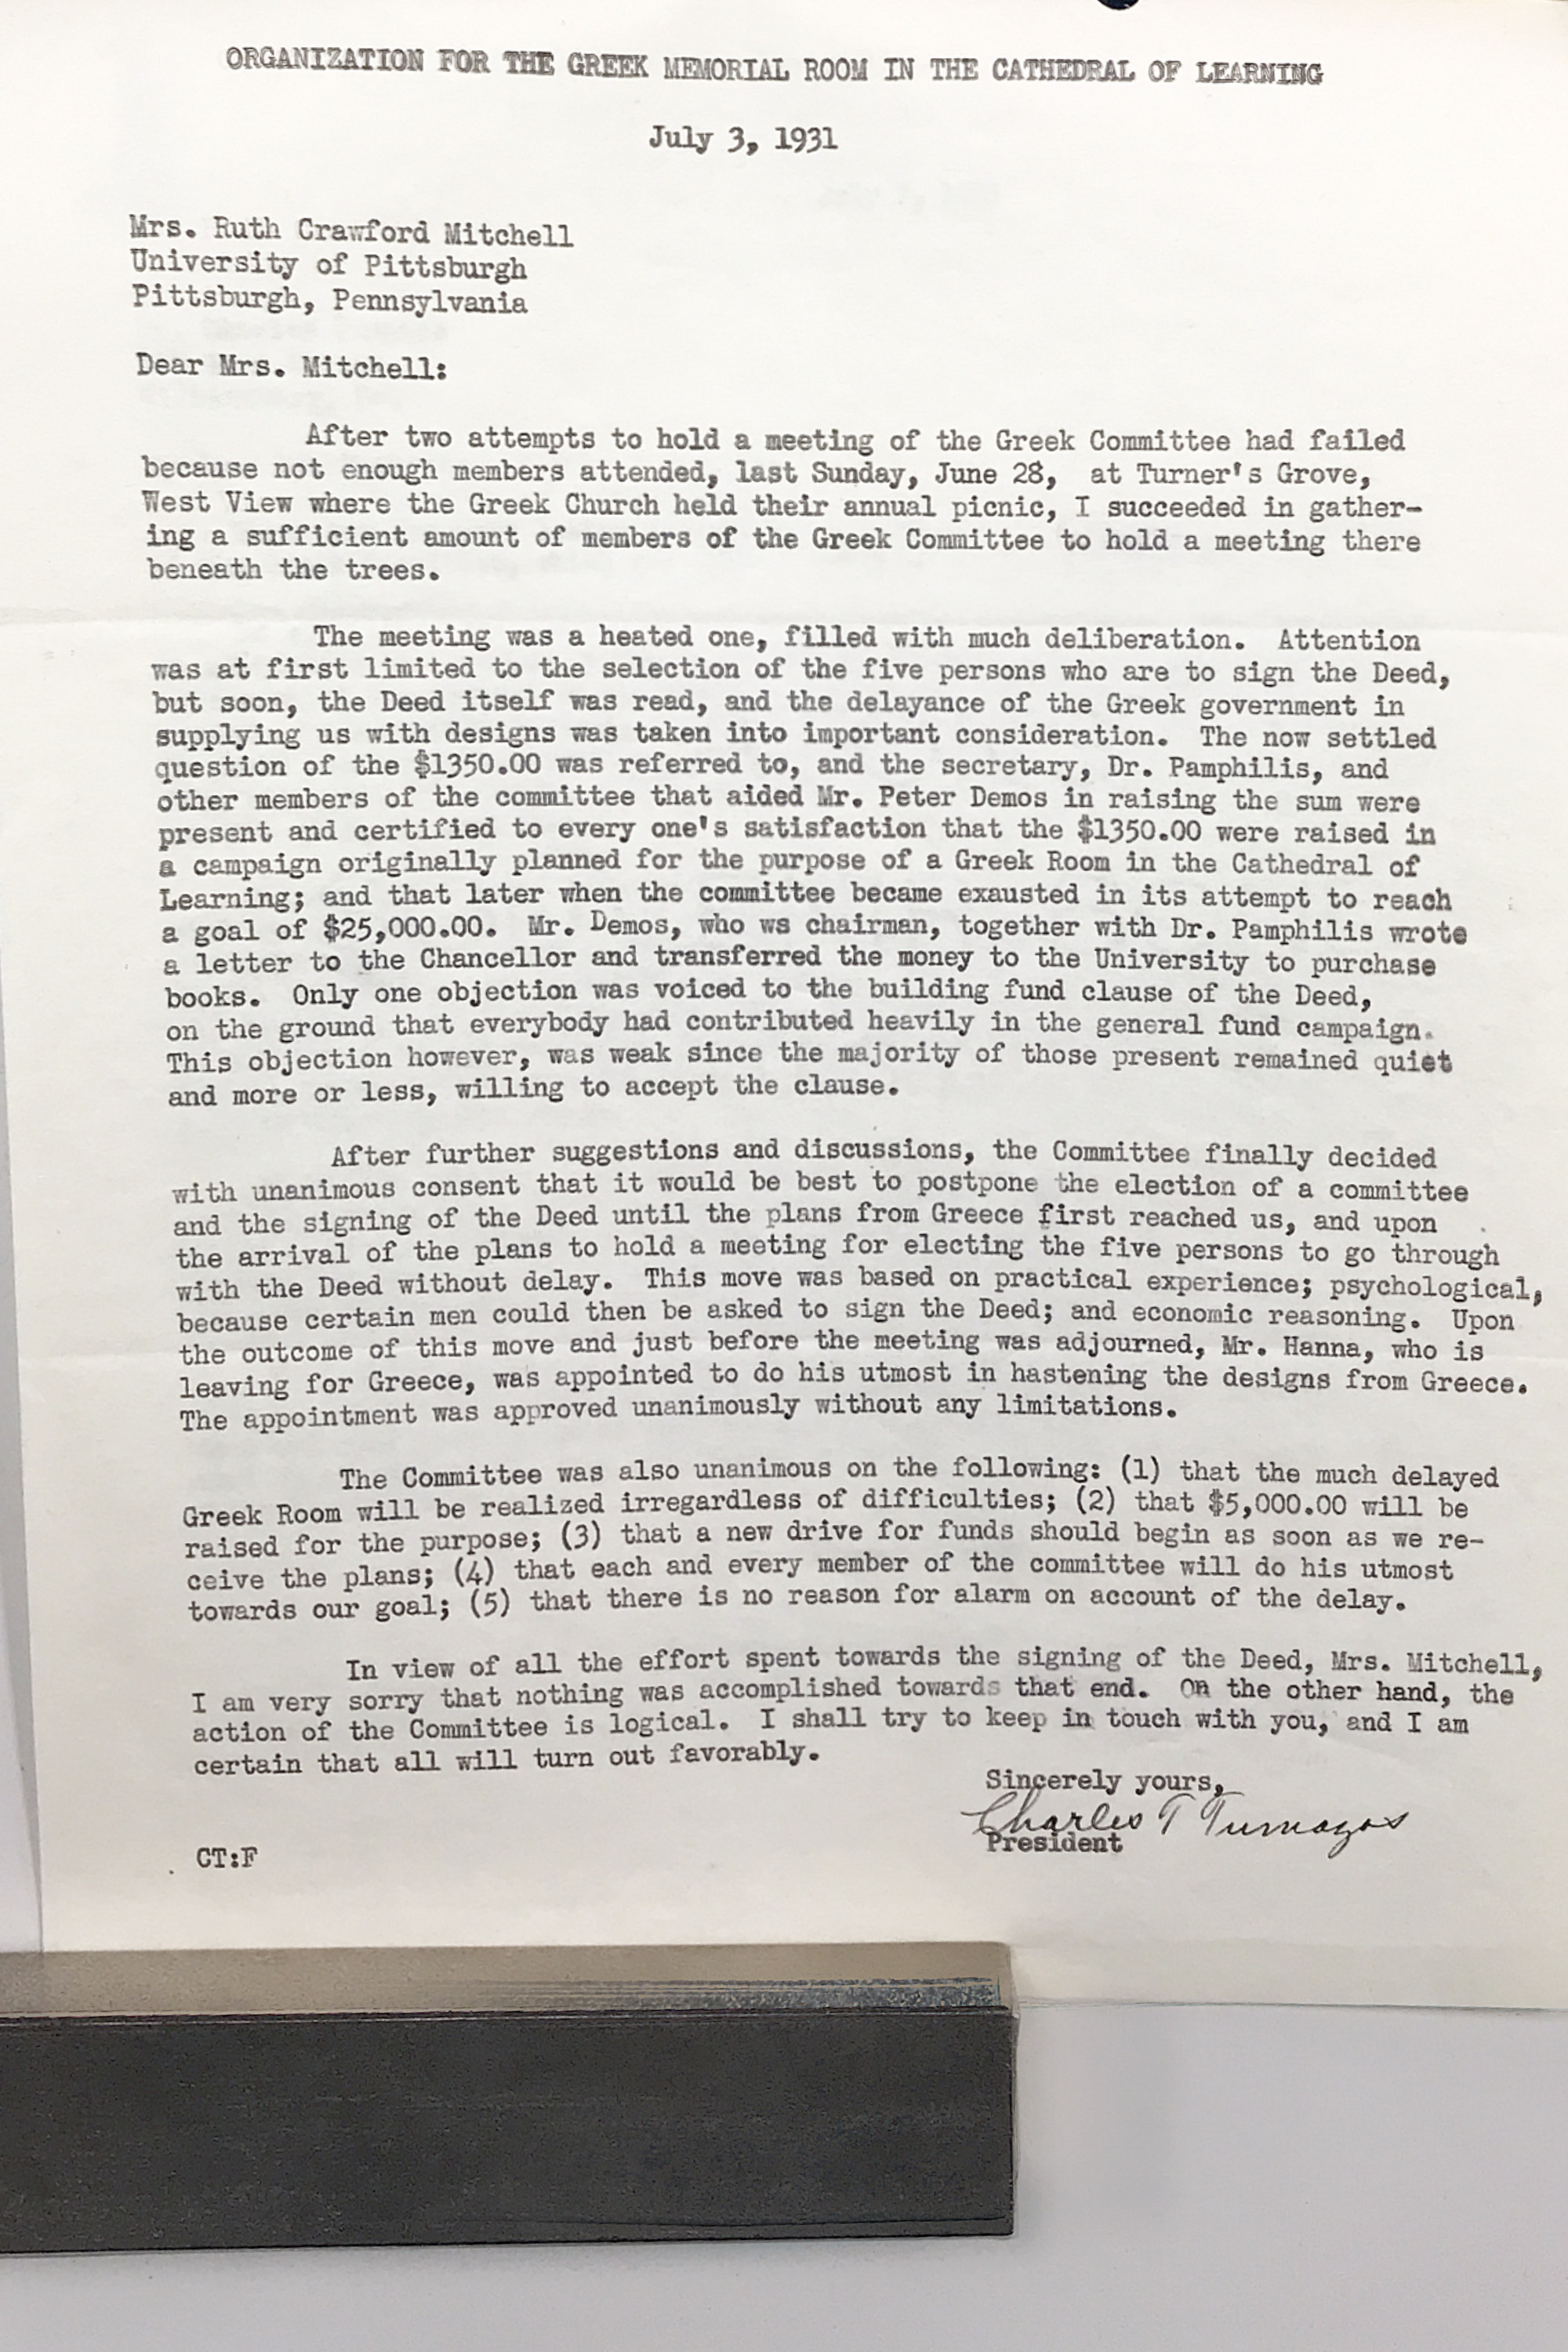 ORGANIZATION FOR THE GREEK MEMORIAL ROOM IN THE CATHEDRAL OF LEARNING
July 3, 1931
Mrs. Ruth Crawford Mitchell
University of Pittsburgh
Pittsburgh, Pennsylvania
Dear Mrs. Mitchell:
After two attempts to hold a meeting of the Greek Committee had failed
because not enough members attended, last Sunday, June 28, at Turner's Grove,
West View where the Greek Church held their annual picnic, I succeeded in gather-
ing a sufficient amount of members of the Greek Committee to hold a meeting there
beneath the trees.
The meeting was a heated one, filled with much deliberation. Attention
was at first limited to the selection of the five persons who are to sign the Deed,
but soon, the Deed itself was read, and the delayance of the Greek government in
supplying us with designs was taken into important consideration. The now settled
question of the $1350.00 was referred to, and the secretary, Dr. Pamphilis, and
other members of the committee that aided Mr. Peter Demos in raising the sum were
present and certified to every one's satisfaction that the $1350.00 were raised in
a campaign originally planned for the purpose of a Greek Room in the Cathedral of
Learning; and that later when the committee became exausted in its attempt to reach
a goal of $25,000.00. Mr. Demos, who ws chairman, together with Dr. Pamphilis wrote
a letter to the Chancellor and transferred the money to the University to purchase
books. Only one objection was voiced to the building fund clause of the Deed,
on the ground that everybody had contributed heavily in the general fund campaign.
This objection however, was weak since the majority of those present remained quiet
and more or less, willing to accept the clause.
After further suggestions and discussions, the Committee finally decided
with unanimous consent that it would be best to postpone the election of a committee
and the signing of the Deed until the plans from Greece first reached us, and upon
the arrival of the plans to hold a meeting for electing the five persons to go through
with the Deed without delay. This move was based on practical experience; psychological,
because certain men could then be asked to sign the Deed; and economic reasoning. Upon
the outcome of this move and just before the meeting was adjourned, Mr. Hanna, who is
leaving for Greece, was appointed to do his utmost in hastening the designs from Greece.
The appointment was approved unanimously without any limitations.
The Committee was also unanimous on the following: (1) that the much delayed
Greek Room will be realized irregardless of difficulties; (2) that $5,000.00 will be
raised for the purpose; (3) that a new drive for funds should begin as soon as we re-
ceive the plans; (4) that each and every member of the committee will do his utmost
towards our goal; (5) that there is no reason for alarm on account of the delay.
In view of all the effort spent towards the signing of the Deed, Mrs. Mitchell,
I am very sorry that nothing was accomplished towards that end. On the other hand, the
action of the Committee is logical. I shall try to keep in touch with you, and I am
certain that all will turn out favorably.
Sincerely yours,
Charles T Tumazos
President
CT:F